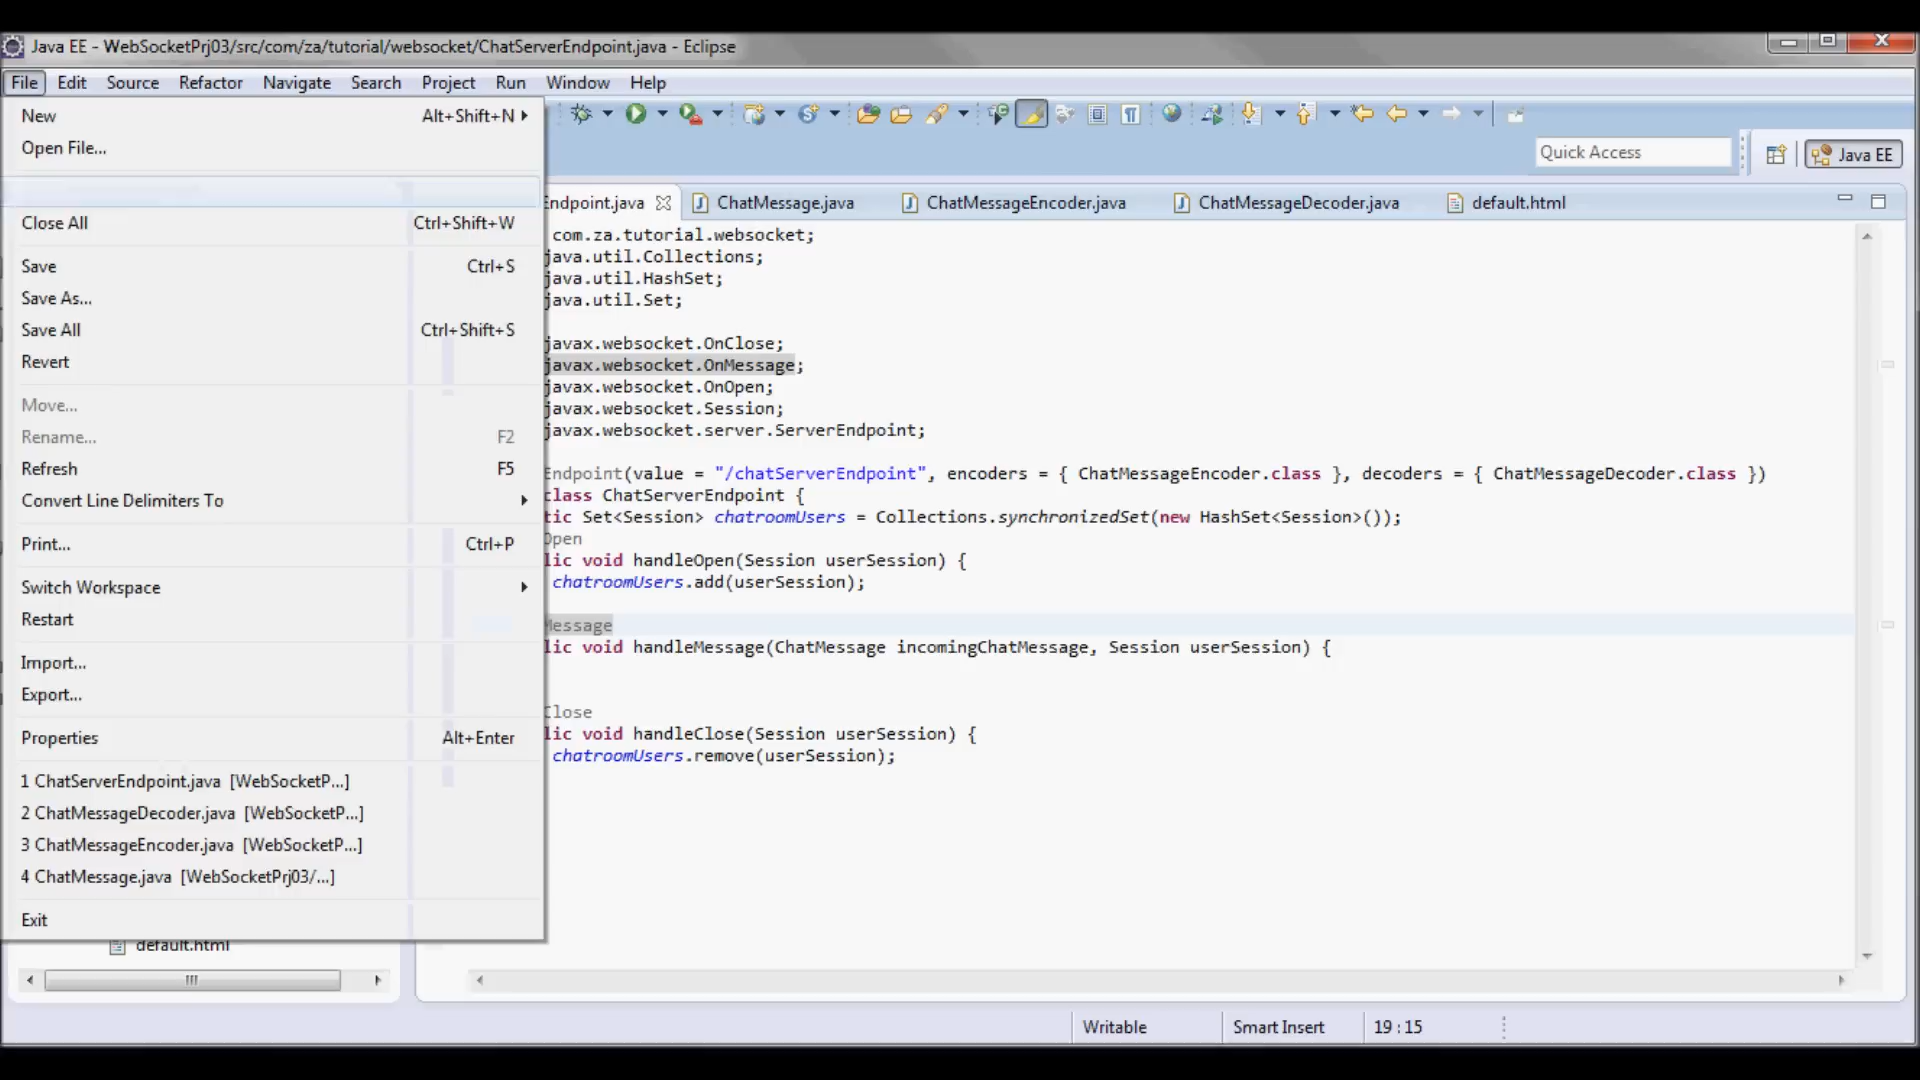 Java EE - WebSocketPrj03/src/com/za/tutorial/websocket/ChatServerEndpoint.java - Eclipse
File Edit Source Refactor Navigate Search Project Run Window Help
New Alt+Shift+N
Open File...
Close All Ctrl+Shift+W
Save Ctrl+S
Save As...
Save All Ctrl+Shift+S
Revert
Move...
Rename... F2
Refresh F5
Convert Line Delimiters To
Print... Ctrl+P
Switch Workspace
Restart
Import...
Export...
Properties Alt+Enter
1 ChatServerEndpoint.java [WebSocketP...]
2 ChatMessageDecoder.java [WebSocketP...]
3 ChatMessageEncoder.java [WebSocketP...]
4 ChatMessage.java [WebSocketPrj03/...]
Exit
default.html
Quick Access
Java EE
Endpoint.java ChatMessage.java ChatMessageEncoder.java ChatMessageDecoder.java default.html
com.za.tutorial.websocket;
java.util.Collections;
java.util.HashSet;
java.util.Set;
javax.websocket.OnClose;
javax.websocket.OnMessage;
javax.websocket.OnOpen;
javax.websocket.Session;
javax.websocket.server.ServerEndpoint;
Endpoint(value = "/chatServerEndpoint", encoders = { ChatMessageEncoder.class }, decoders = { ChatMessageDecoder.class })
class ChatServerEndpoint {
tic Set<Session> chatroomUsers = Collections.synchronizedSet(new HashSet<Session>());
Open
lic void handleOpen(Session userSession) {
chatroomUsers.add(userSession);
Message
lic void handleMessage(ChatMessage incomingChatMessage, Session userSession) {
Close
lic void handleClose(Session userSession) {
chatroomUsers.remove(userSession);
Writable Smart Insert 19 : 15